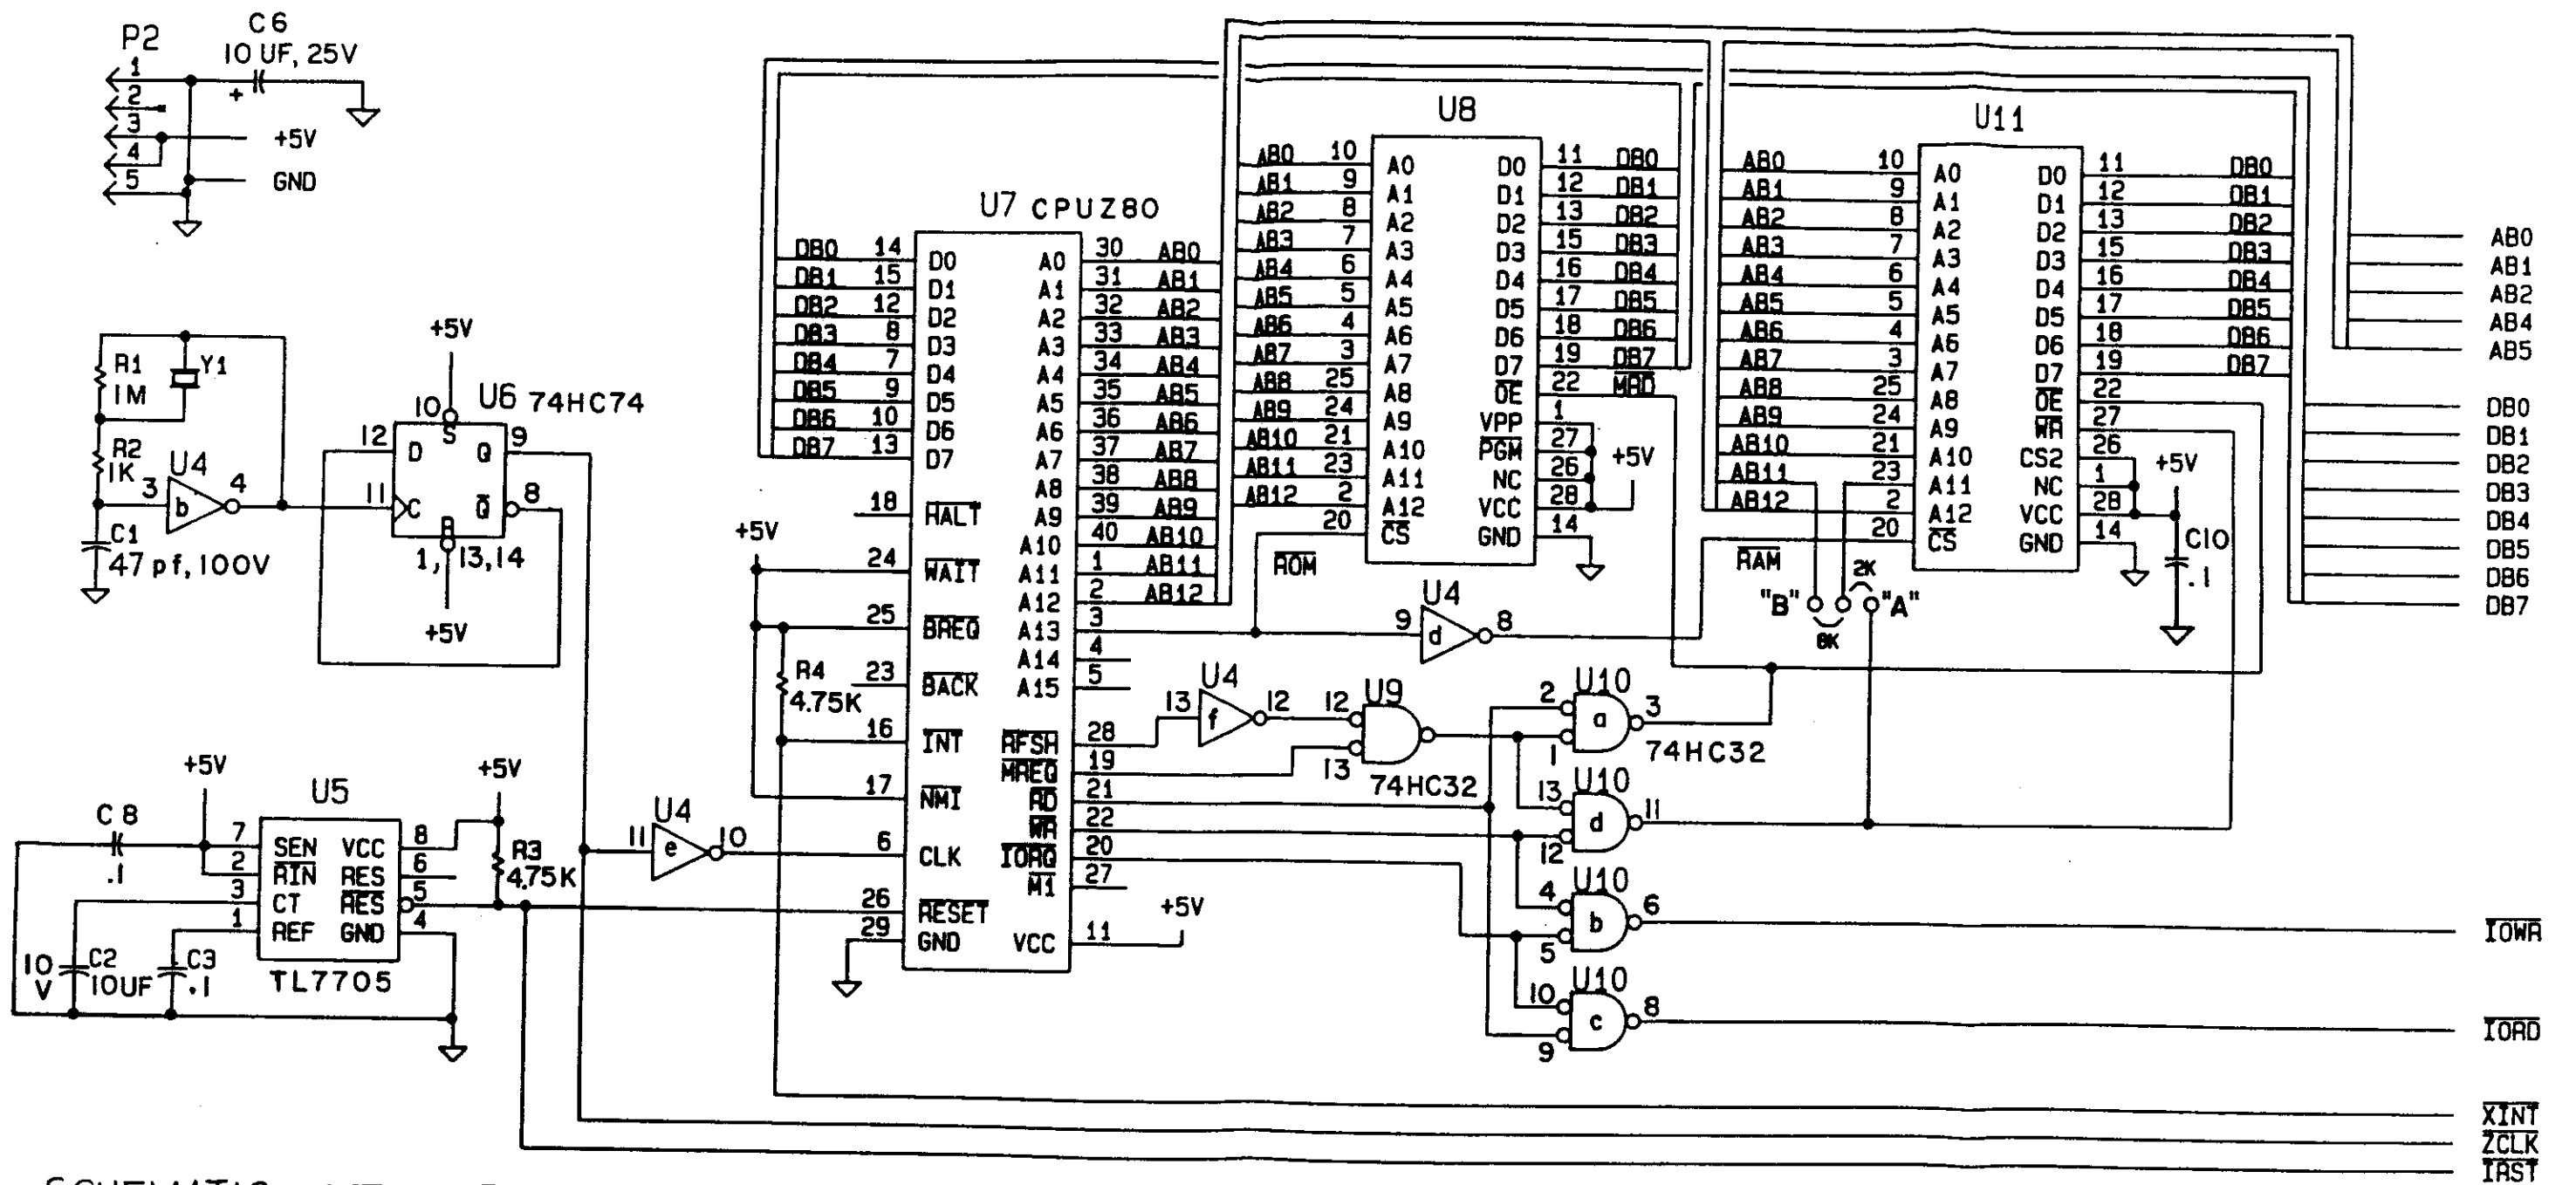 P2
C6
10 UF, 25V
+
1
2
3
4
5
+5V
GND
R1
1M
Y1
R2
1K
U4
3
b
4
C1
47 pf, 100V
+5V
U6 74HC74
10
S
12
D
Q
9
11
C
Q
8
R
1, 13,14
+5V
+5V
U5
+5V
C 8
.1
7 SEN VCC 8
2 RIN RES 6
3 CT RES 5
1 REF GND 4
TL7705
R3
4.75K
10
V
C2
10UF
C3
.1
U4
11
e
10
U7 CPUZ80
DB0 14 D0
DB1 15 D1
DB2 12 D2
DB3 8 D3
DB4 7 D4
DB5 9 D5
DB6 10 D6
DB7 13 D7
18 HALT
+5V
24 WAIT
25 BREQ
23 BACK
R4
4.75K
16 INT
17 NMI
6 CLK
26 RESET
29 GND
A0 30 AB0
A1 31 AB1
A2 32 AB2
A3 33 AB3
A4 34 AB4
A5 35 AB5
A6 36 AB6
A7 37 AB7
A8 38 AB8
A9 39 AB9
A10 40 AB10
A11 1 AB11
A12 2 AB12
A13 3
A14 4
A15 5
RFSH 28
MREQ 19
RD 21
WR 22
IORQ 20
M1 27
VCC 11
+5V
U8
AB0 10 A0
AB1 9 A1
AB2 8 A2
AB3 7 A3
AB4 6 A4
AB5 5 A5
AB6 4 A6
AB7 3 A7
AB8 25 A8
AB9 24 A9
AB10 21 A10
AB11 23 A11
AB12 2 A12
20 CS
ROM
D0 11 DB0
D1 12 DB1
D2 13 DB2
D3 15 DB3
D4 16 DB4
D5 17 DB5
D6 18 DB6
D7 19 DB7
OE 22 MRD
VPP 1
PGM 27
NC 26
VCC 28
GND 14
+5V
U4
9
d
8
U4
13
f
12
12
U9
13
74HC32
2
U10
a
3
1
74HC32
U10
13
d
11
12
U10
4
b
6
5
U10
10
c
8
9
U11
AB0 10 A0
AB1 9 A1
AB2 8 A2
AB3 7 A3
AB4 6 A4
AB5 5 A5
AB6 4 A6
AB7 3 A7
AB8 25 A8
AB9 24 A9
AB10 21 A10
AB11 23 A11
AB12 2 A12
20 CS
RAM
D0 11 DB0
D1 12 DB1
D2 13 DB2
D3 15 DB3
D4 16 DB4
D5 17 DB5
D6 18 DB6
D7 19 DB7
OE 22
WR 27
CS2 26
NC 1
VCC 28
GND 14
+5V
C10
.1
2K
"B"
"A"
8K
AB0
AB1
AB2
AB4
AB5
DB0
DB1
DB2
DB3
DB4
DB5
DB6
DB7
IOWR
IORD
XINT
ZCLK
IRST
SCHEMATIC